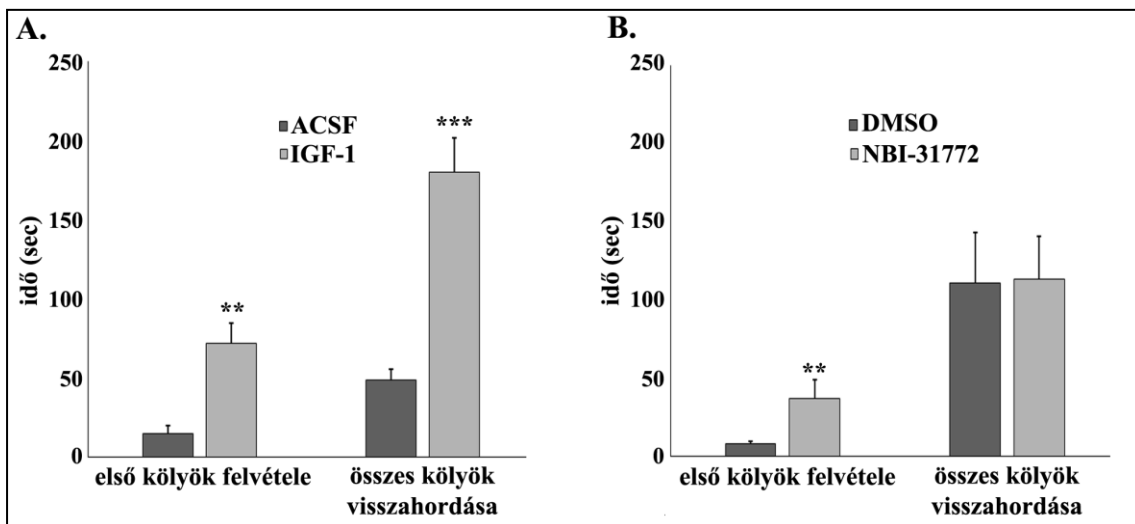 A.
250
200
150
100
50
0
idő (sec)
ACSF
IGF-1
**
***
első kölyök felvétele
összes kölyök
visszahordása
B.
250
200
150
100
50
0
idő (sec)
DMSO
NBI-31772
**
első kölyök felvétele
összes kölyök
visszahordása